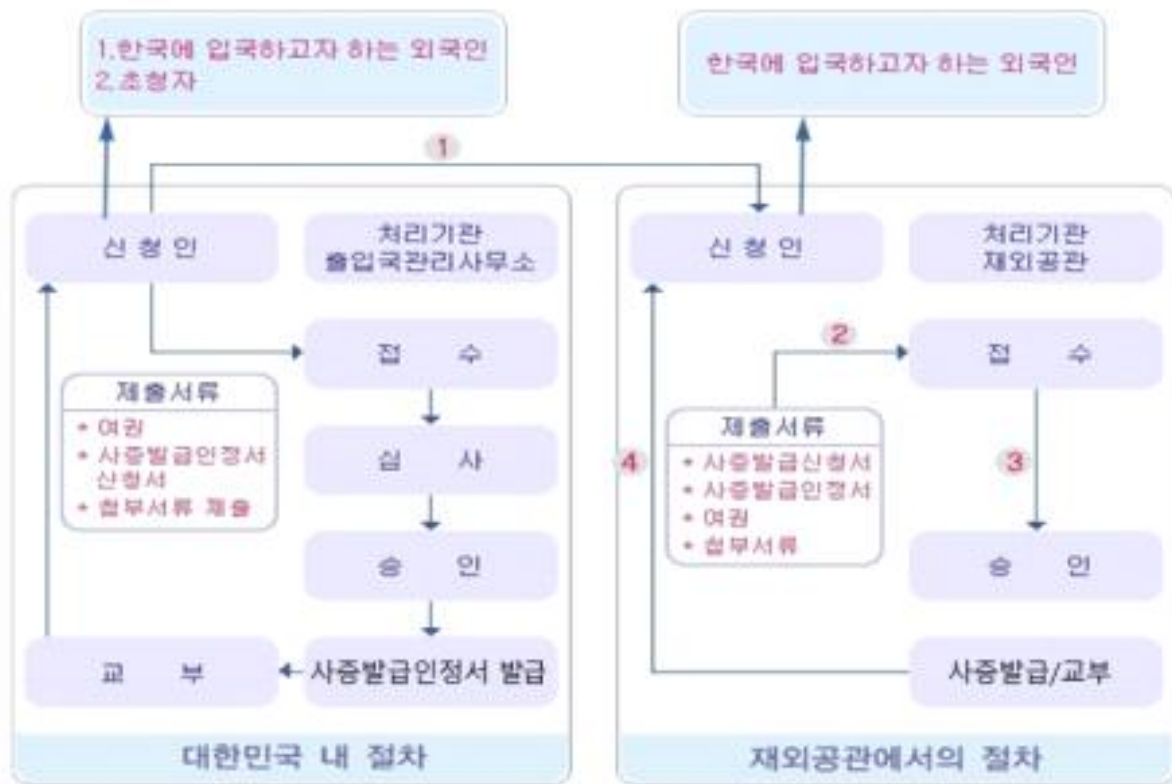 1.한국에 입국하고자 하는 외국인
2.초청자
한국에 입국하고자 하는 외국인
1
신 청 인
처리기관
출입국관리사무소
접 수
제출서류
* 여권
* 사증발급인정서
신청서
* 첨부서류 제출
심 사
승 인
교 부
사증발급인정서 발급
대한민국 내 절차
신 청 인
처리기관
재외공관
2
접 수
제출서류
* 사증발급신청서
* 사증발급인정서
* 여권
* 첨부서류
4
3
승 인
사증발급/교부
재외공관에서의 절차